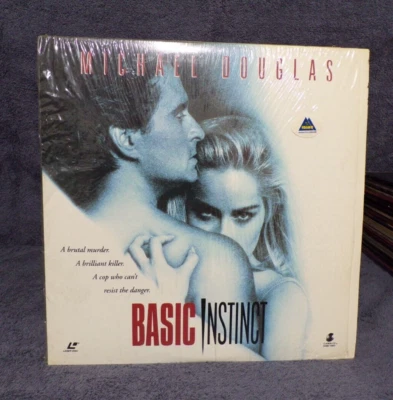 MICHAEL DOUGLAS
A brutal murder.
A brilliant killer.
A cop who can't
resist the danger.
BASIC INSTINCT